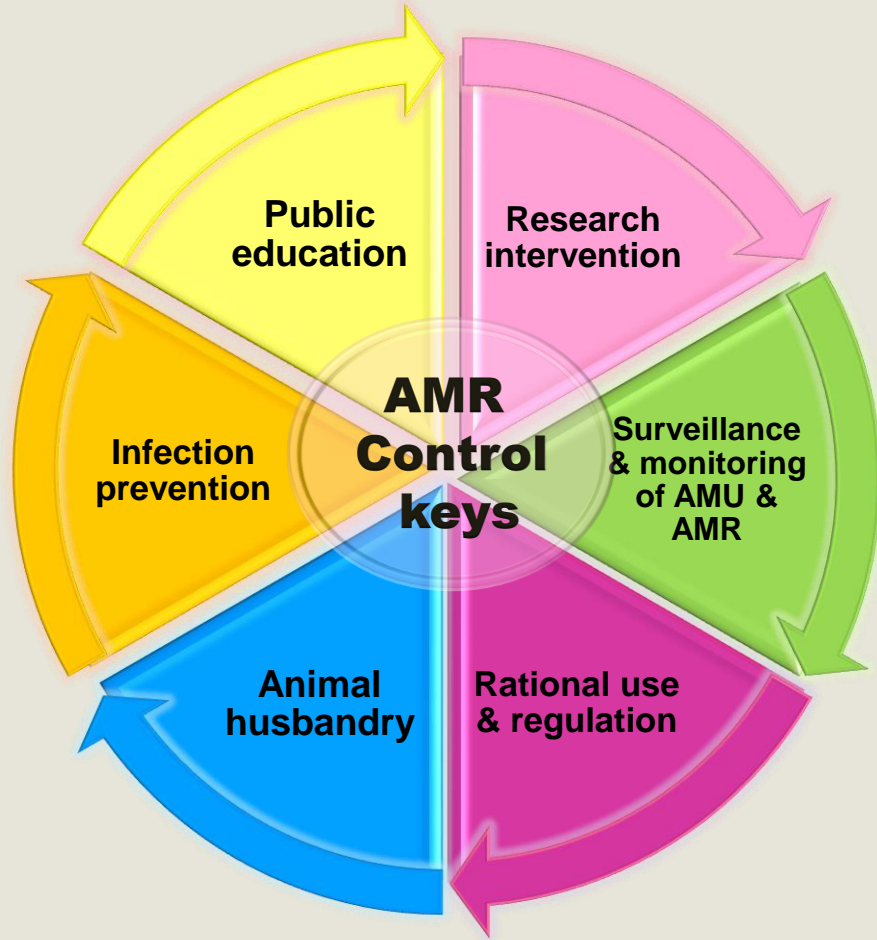 Public
education
Research
intervention
AMR
Control
keys
Surveillance
& monitoring
of AMU &
AMR
Infection
prevention
Animal
husbandry
Rational use
& regulation